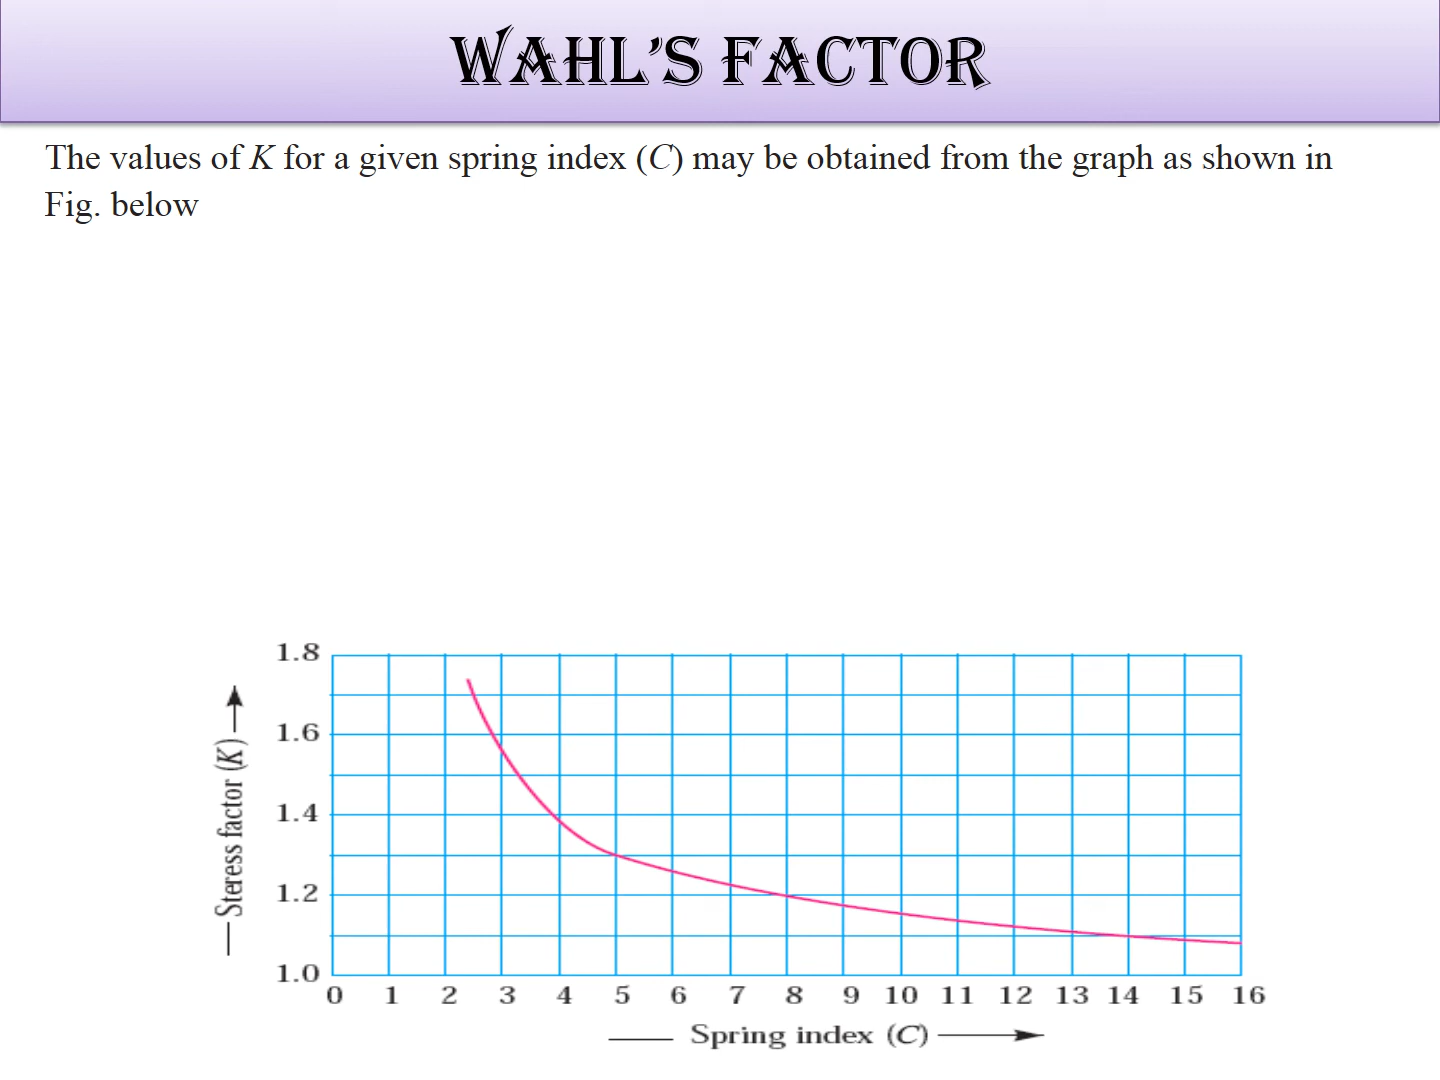 WAHL’S FACTOR
The values of K for a given spring index (C) may be obtained from the graph as shown in
Fig. below
1.8
1.6
1.4
1.2
1.0
Steress factor (K)
0 1 2 3 4 5 6 7 8 9 10 11 12 13 14 15 16
Spring index (C)